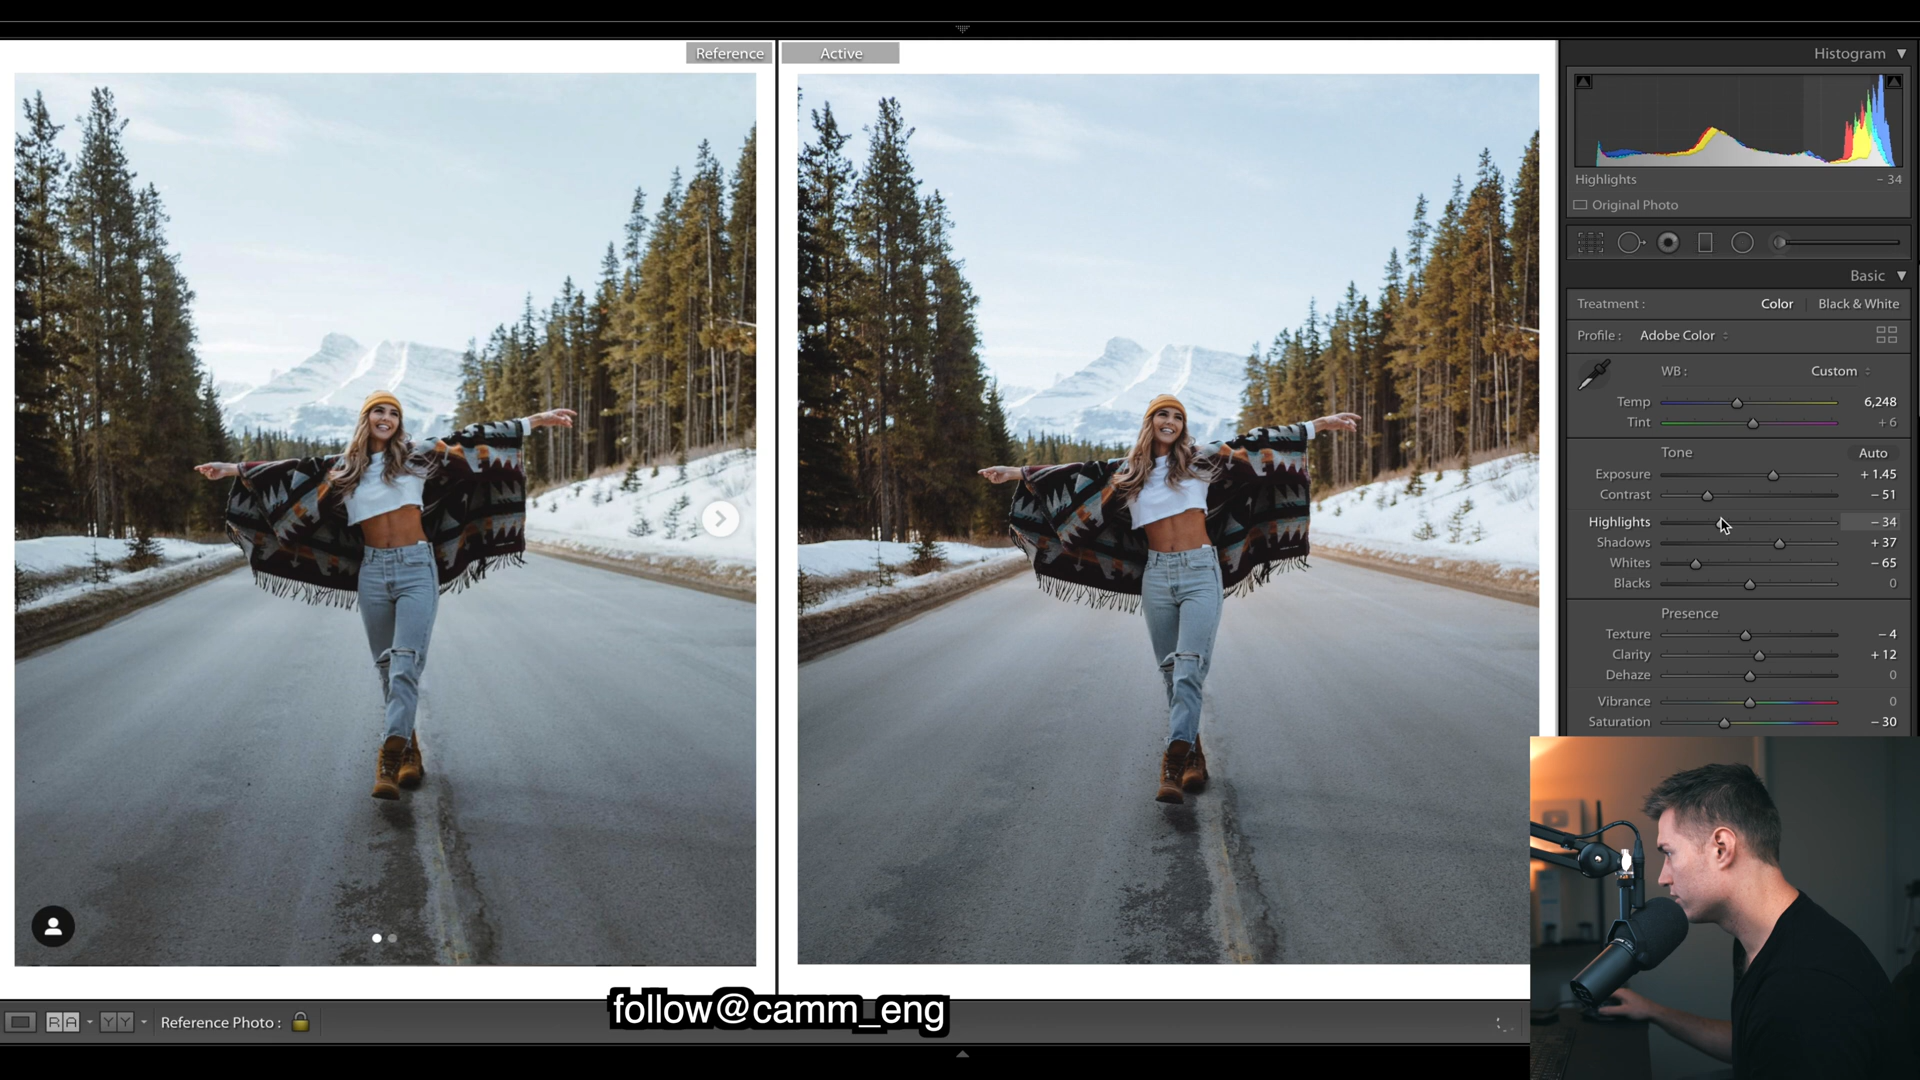 Reference
Active
Histogram
Highlights - 34
Original Photo
Basic
Treatment : Color Black & White
Profile : Adobe Color
WB : Custom
Temp 6,248
Tint + 6
Tone Auto
Exposure + 1.45
Contrast - 51
Highlights - 34
Shadows + 37
Whites - 65
Blacks 0
Presence
Texture - 4
Clarity + 12
Dehaze 0
Vibrance 0
Saturation - 30
R A
Y Y
Reference Photo :
follow@camm_eng